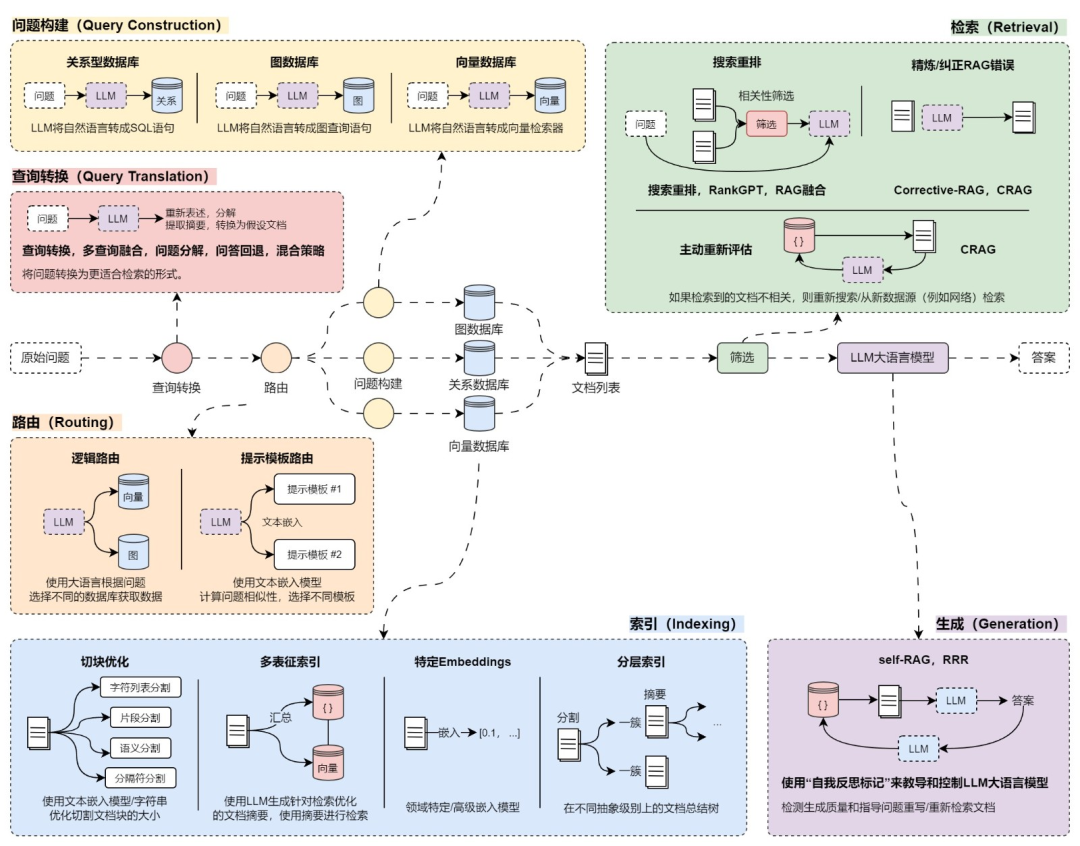 问题构建（Query Construction）
关系型数据库
问题
LLM
关系
LLM将自然语言转成SQL语句
图数据库
问题
LLM
图
LLM将自然语言转成图查询语句
向量数据库
问题
LLM
向量
LLM将自然语言转成向量检索器
检索（Retrieval）
搜索重排
问题
相关性筛选
筛选
LLM
搜索重排，RankGPT，RAG融合
精炼/纠正RAG错误
LLM
Corrective-RAG，CRAG
主动重新评估
{ }
LLM
CRAG
如果检索到的文档不相关，则重新搜索/从新数据源（例如网络）检索
查询转换（Query Translation）
问题
LLM
重新表述，分解
提取摘要，转换为假设文档
查询转换，多查询融合，问题分解，问答回退，混合策略
将问题转换为更适合检索的形式。
原始问题
查询转换
路由
问题构建
图数据库
关系数据库
向量数据库
文档列表
筛选
LLM大语言模型
答案
路由（Routing）
逻辑路由
LLM
向量
图
使用大语言根据问题
选择不同的数据库获取数据
提示模板路由
LLM
提示模板 #1
文本嵌入
提示模板 #2
使用文本嵌入模型
计算问题相似性，选择不同模板
索引（Indexing）
切块优化
字符列表分割
片段分割
语义分割
分隔符分割
使用文本嵌入模型/字符串
优化切割文档块的大小
多表征索引
汇总
{ }
向量
使用LLM生成针对检索优化
的文档摘要，使用摘要进行检索
特定Embeddings
嵌入
[0.1， ...]
领域特定/高级嵌入模型
分层索引
分割
摘要
一簇
...
一簇
在不同抽象级别上的文档总结树
生成（Generation）
self-RAG，RRR
{ }
LLM
答案
LLM
使用“自我反思标记”来教导和控制LLM大语言模型
检测生成质量和指导问题重写/重新检索文档